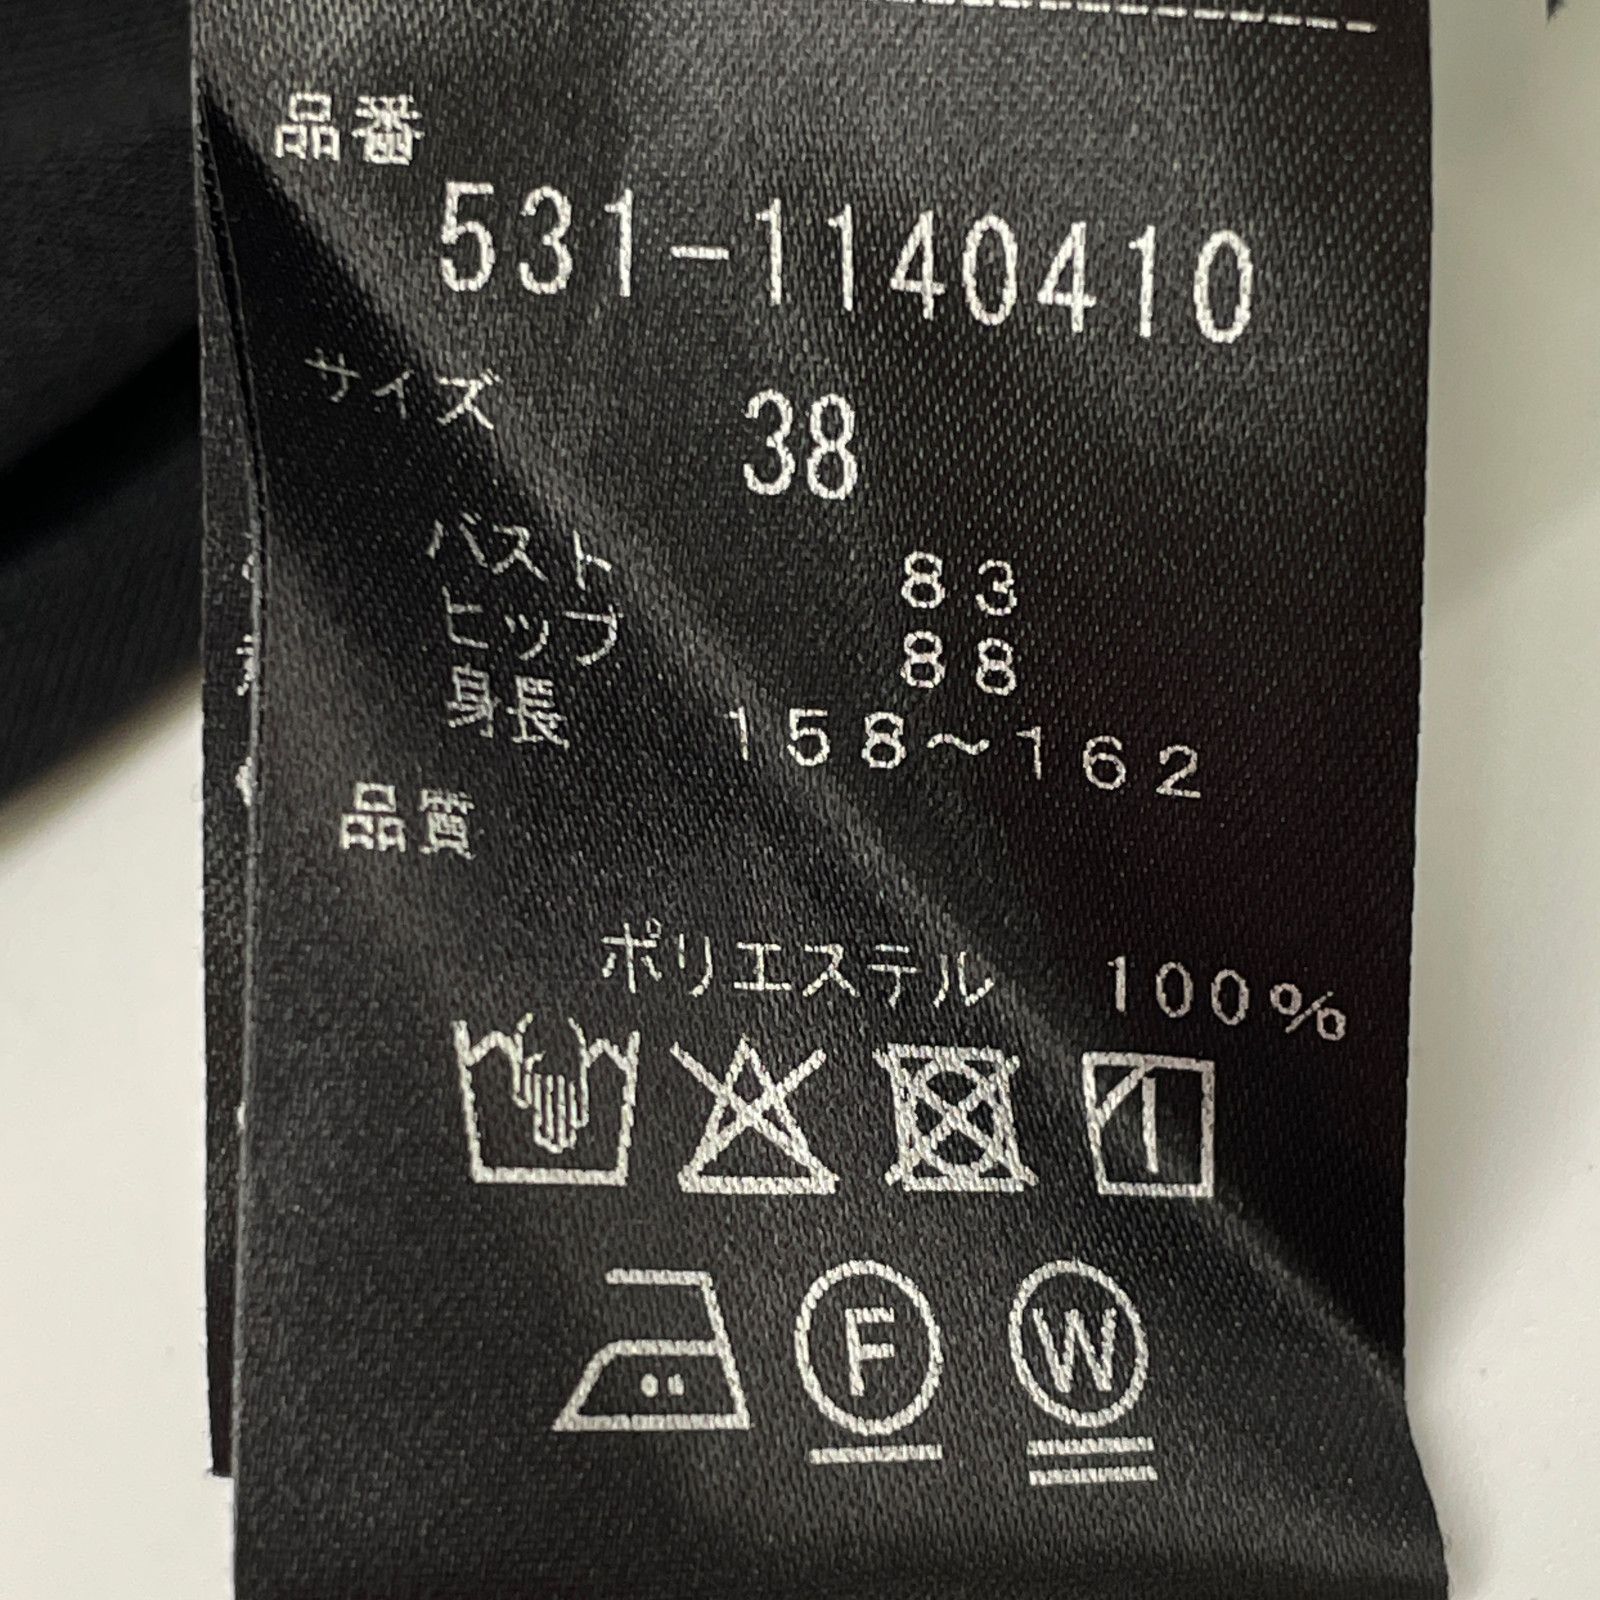 品番
531-1140410
サイズ 38
バスト 83
ヒップ 88
身長 158～162
品質
ポリエステル 100%
F W